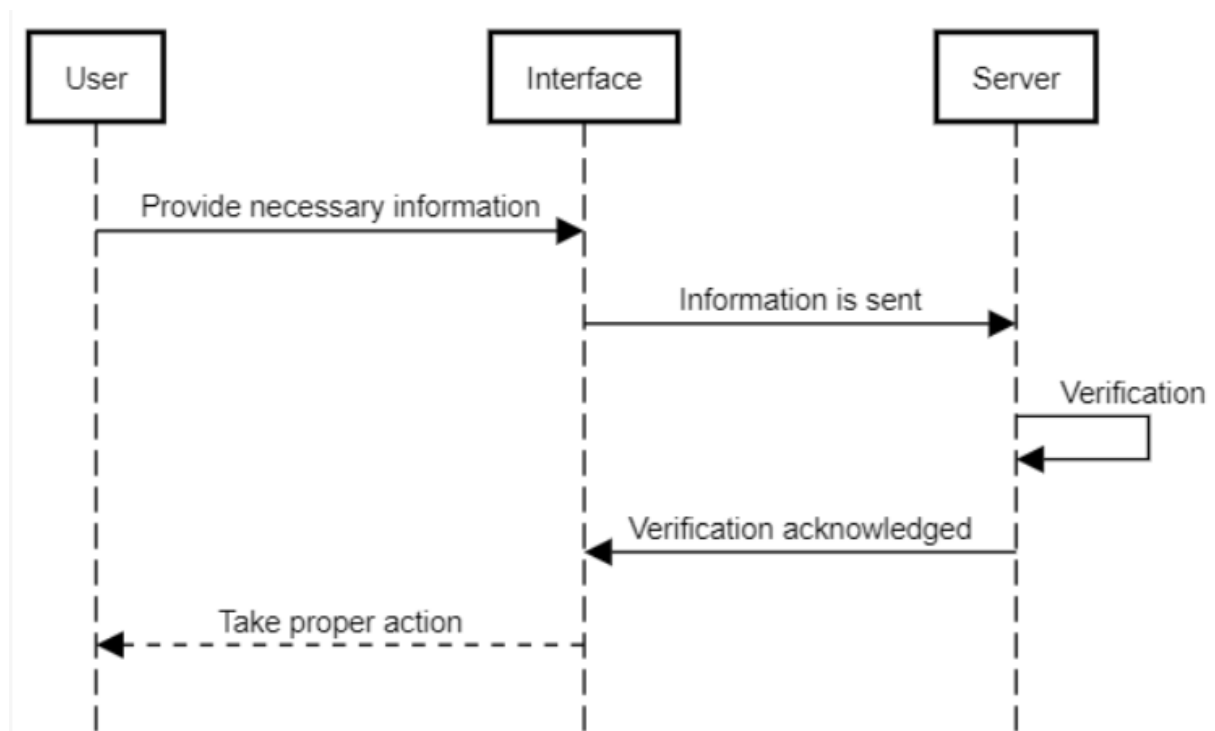 User
Interface
Server
Provide necessary information
Information is sent
Verification
Verification acknowledged
Take proper action